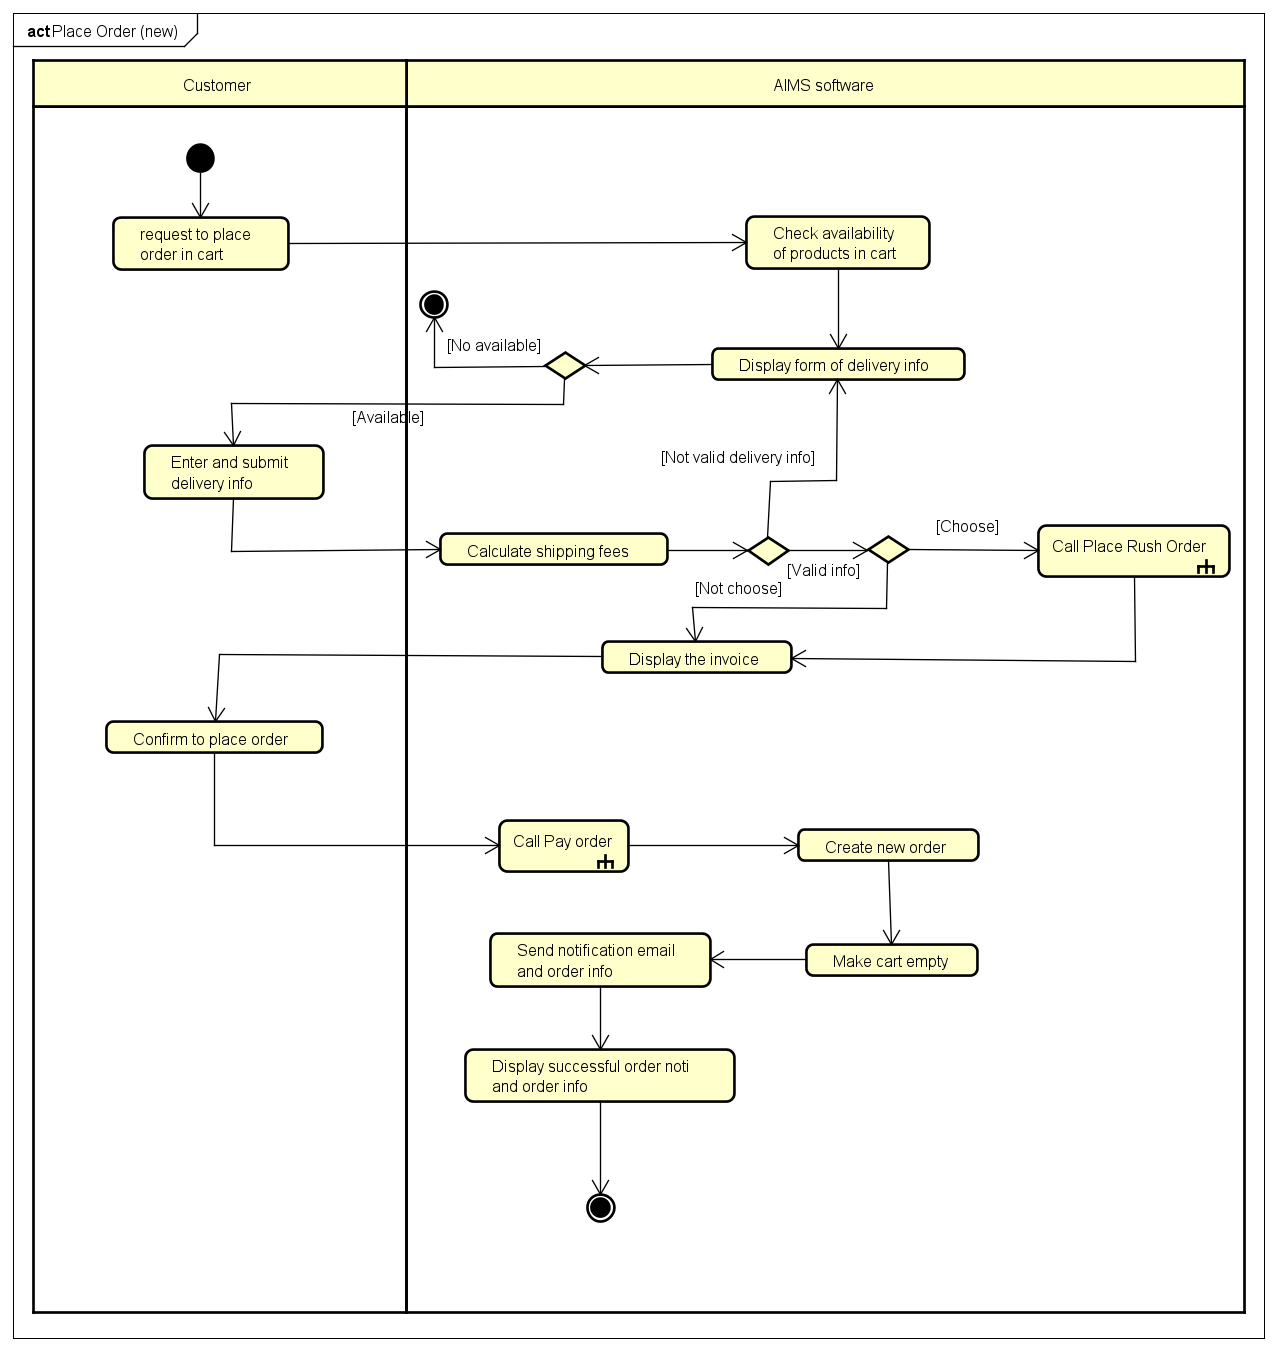 act Place Order (new)
Customer
AIMS software
request to place
order in cart
Check availability
of products in cart
[No available]
Display form of delivery info
[Available]
Enter and submit
delivery info
[Not valid delivery info]
Calculate shipping fees
[Valid info]
[Choose]
Call Place Rush Order
[Not choose]
Display the invoice
Confirm to place order
Call Pay order
Create new order
Make cart empty
Send notification email
and order info
Display successful order noti
and order info